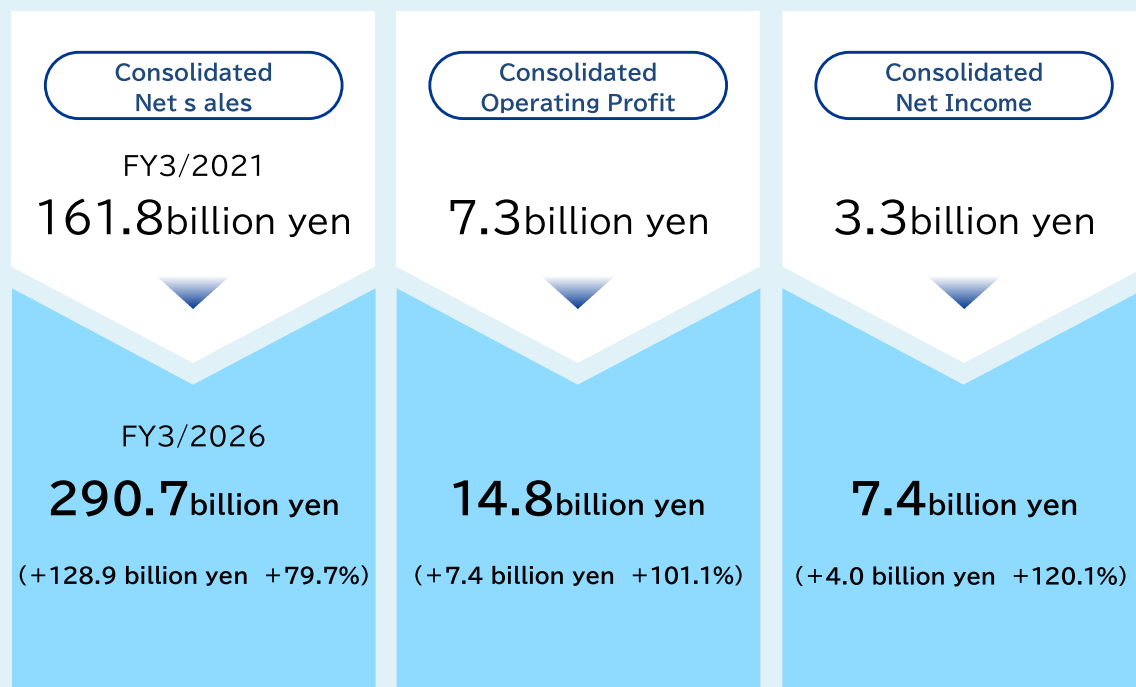 Consolidated
Net s ales
FY3/2021
161.8billion yen
FY3/2026
290.7billion yen
(+128.9 billion yen +79.7%)
Consolidated
Operating Profit
7.3billion yen
14.8billion yen
(+7.4 billion yen +101.1%)
Consolidated
Net Income
3.3billion yen
7.4billion yen
(+4.0 billion yen +120.1%)